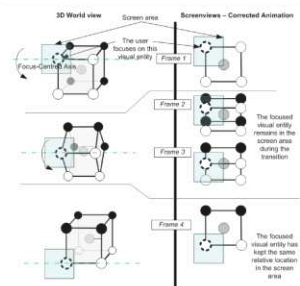 3D World view
Screen area
Screenviews – Corrected Animation
The user
focuses on this
visual entity
Focus-Centred Axis
Frame 1
Frame 2
The focused
visual entity
remains in the
screen area
during the
transition
Frame 3
Frame 4
The focused
visual entity has
kept the same
relative location
in the screen
area